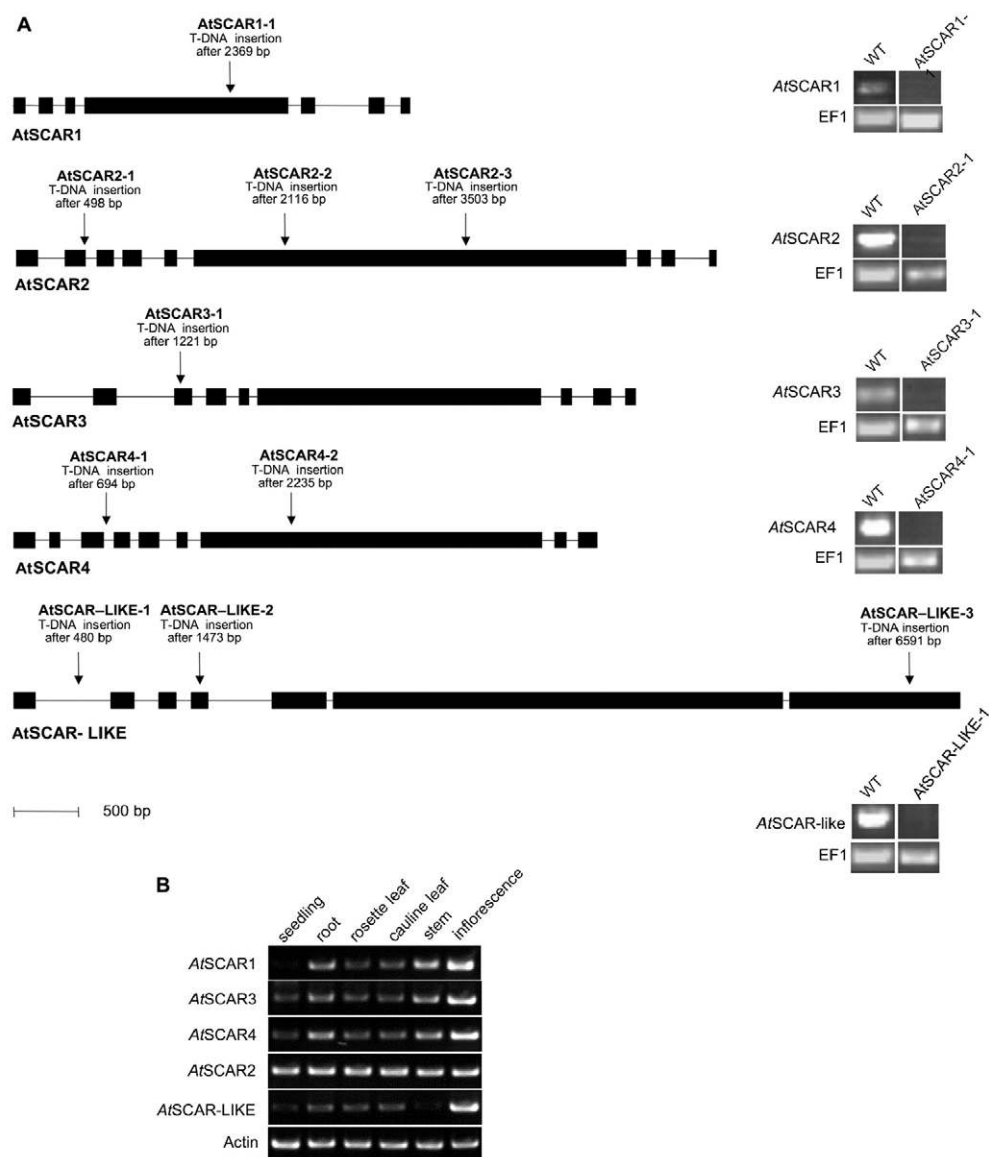 A
AtSCAR1-1
T-DNA insertion
after 2369 bp
AtSCAR1
WT
AtSCAR1-1
AtSCAR1
EF1
AtSCAR2-1
T-DNA insertion
after 498 bp
AtSCAR2-2
T-DNA insertion
after 2116 bp
AtSCAR2-3
T-DNA insertion
after 3503 bp
AtSCAR2
WT
AtSCAR2-1
AtSCAR2
EF1
AtSCAR3-1
T-DNA insertion
after 1221 bp
AtSCAR3
WT
AtSCAR3-1
AtSCAR3
EF1
AtSCAR4-1
T-DNA insertion
after 694 bp
AtSCAR4-2
T-DNA insertion
after 2235 bp
AtSCAR4
WT
AtSCAR4-1
AtSCAR4
EF1
AtSCAR–LIKE-1
T-DNA insertion
after 480 bp
AtSCAR–LIKE-2
T-DNA insertion
after 1473 bp
AtSCAR–LIKE-3
T-DNA insertion
after 6591 bp
AtSCAR- LIKE
WT
AtSCAR-LIKE-1
AtSCAR-like
EF1
500 bp
B
seedling
root
rosette leaf
cauline leaf
stem
inflorescence
AtSCAR1
AtSCAR3
AtSCAR4
AtSCAR2
AtSCAR-LIKE
Actin